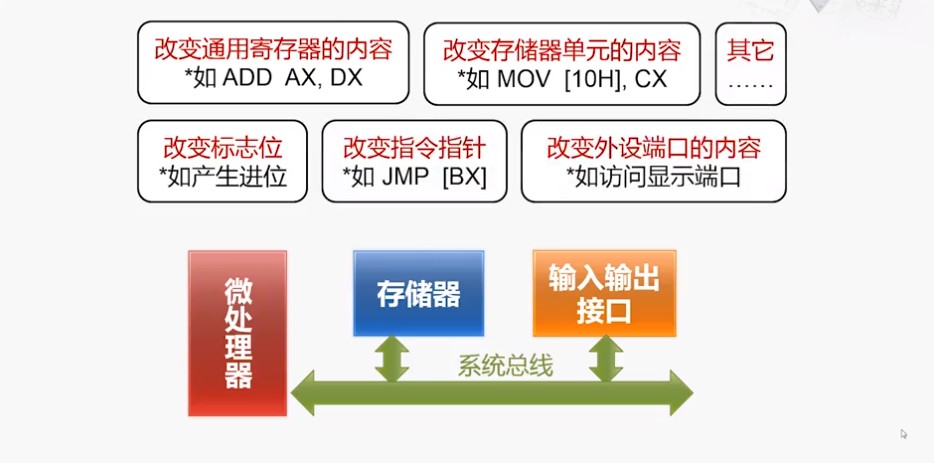 改变通用寄存器的内容
*如 ADD AX, DX
改变存储器单元的内容
*如 MOV [10H], CX
其它
……
改变标志位
*如产生进位
改变指令指针
*如 JMP [BX]
改变外设端口的内容
*如访问显示端口
微处理器
存储器
输入输出
接口
系统总线